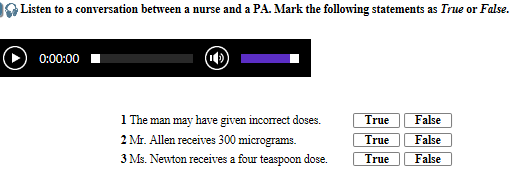 Listen to a conversation between a nurse and a PA. Mark the following statements as True or False.
0:00:00
1 The man may have given incorrect doses. True False
2 Mr. Allen receives 300 micrograms. True False
3 Ms. Newton receives a four teaspoon dose. True False